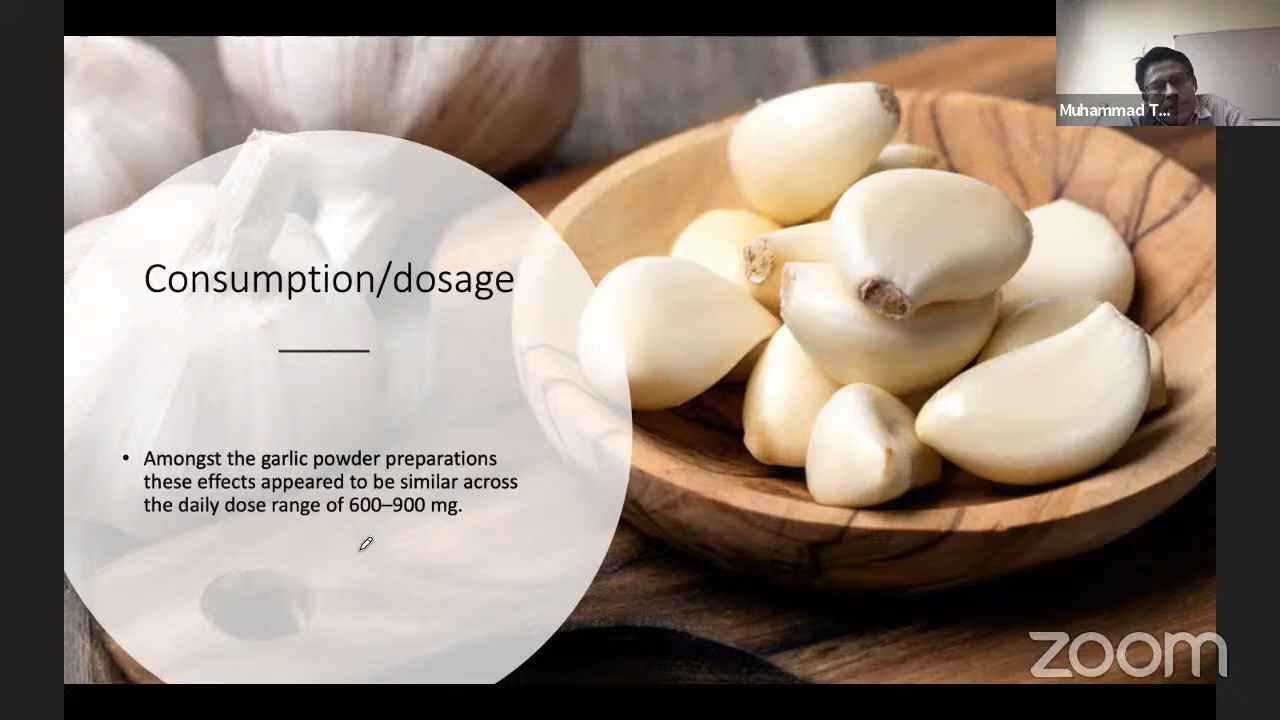 Muhammad T...
Consumption/dosage
• Amongst the garlic powder preparations
these effects appeared to be similar across
the daily dose range of 600–900 mg.
zoom